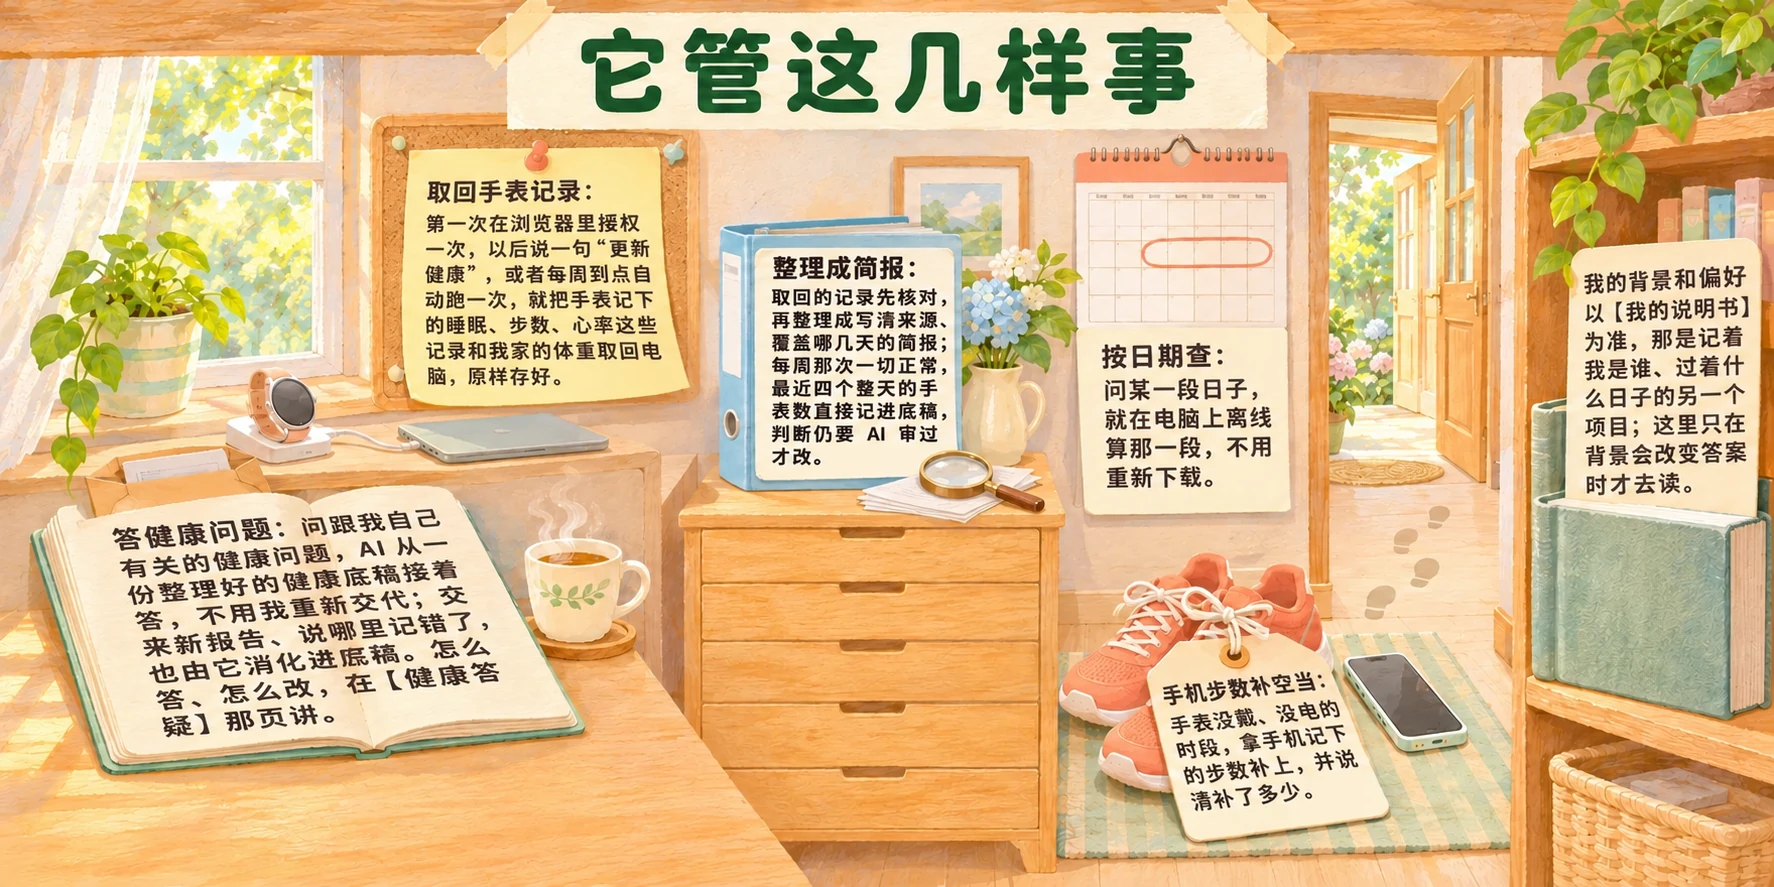 它管这几样事
取回手表记录：
第一次在浏览器里授权
一次，以后说一句“更新
健康”，或者每周到点自
动跑一次，就把手表记下
的睡眠、步数、心率这些
记录和我家的体重取回电
脑，原样存好。
整理成简报：
取回的记录先核对，
再整理成写清来源、
覆盖哪几天的简报；
每周那次一切正常，
最近四个整天的手
表数直接记进底稿，
判断仍要 AI 审过
才改。
按日期查：
问某一段日子，
就在电脑上离线
算那一段，不用
重新下载。
我的背景和偏好
以【我的说明书】
为准，那是记着
我是谁、过着什
么日子的另一个
项目；这里只在
背景会改变答案
时才去读。
答健康问题：问跟我自己
有关的健康问题，AI 从一
份整理好的健康底稿接着
答，不用我重新交代；交
来新报告、说哪里记错了，
也由它消化进底稿。怎么
答、怎么改，在【健康答
疑】那页讲。
手机步数补空当：
手表没戴、没电的
时段，拿手机记下
的步数补上，并说
清补了多少。